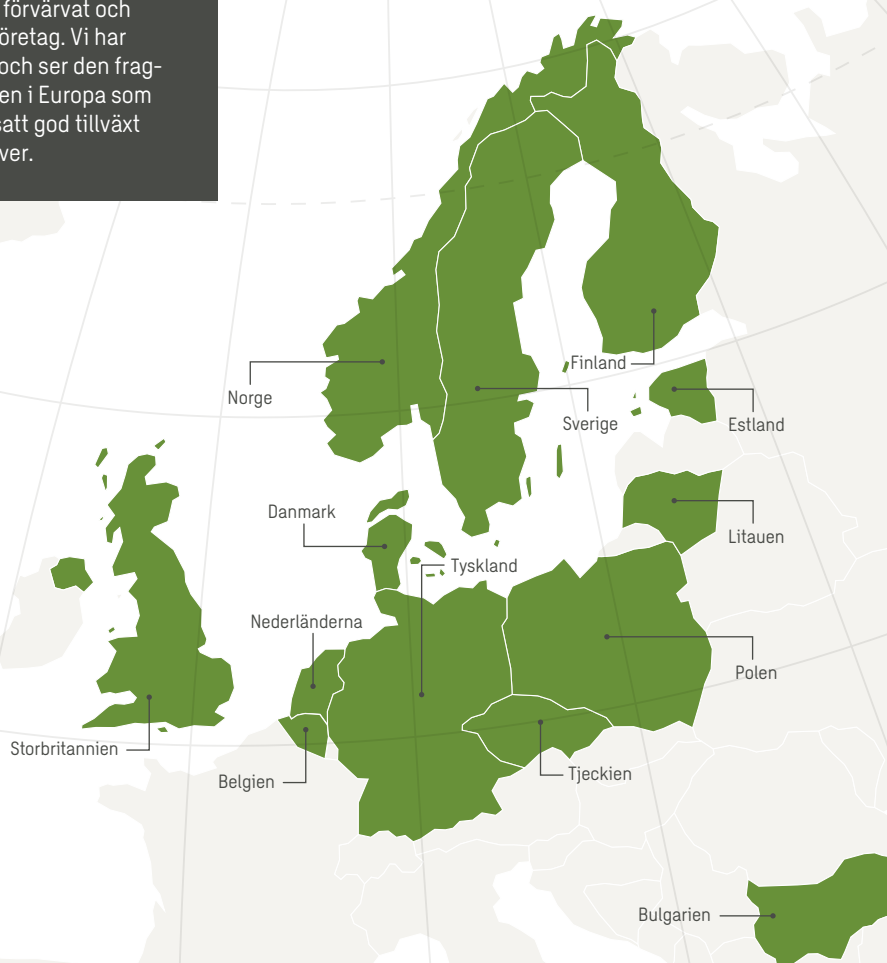 förvärvat och
öretag. Vi har
och ser den frag-
en i Europa som
satt god tillväxt
ver.
Finland
Norge
Sverige
Estland
Danmark
Litauen
Tyskland
Nederländerna
Polen
Storbritannien
Belgien
Tjeckien
Bulgarien